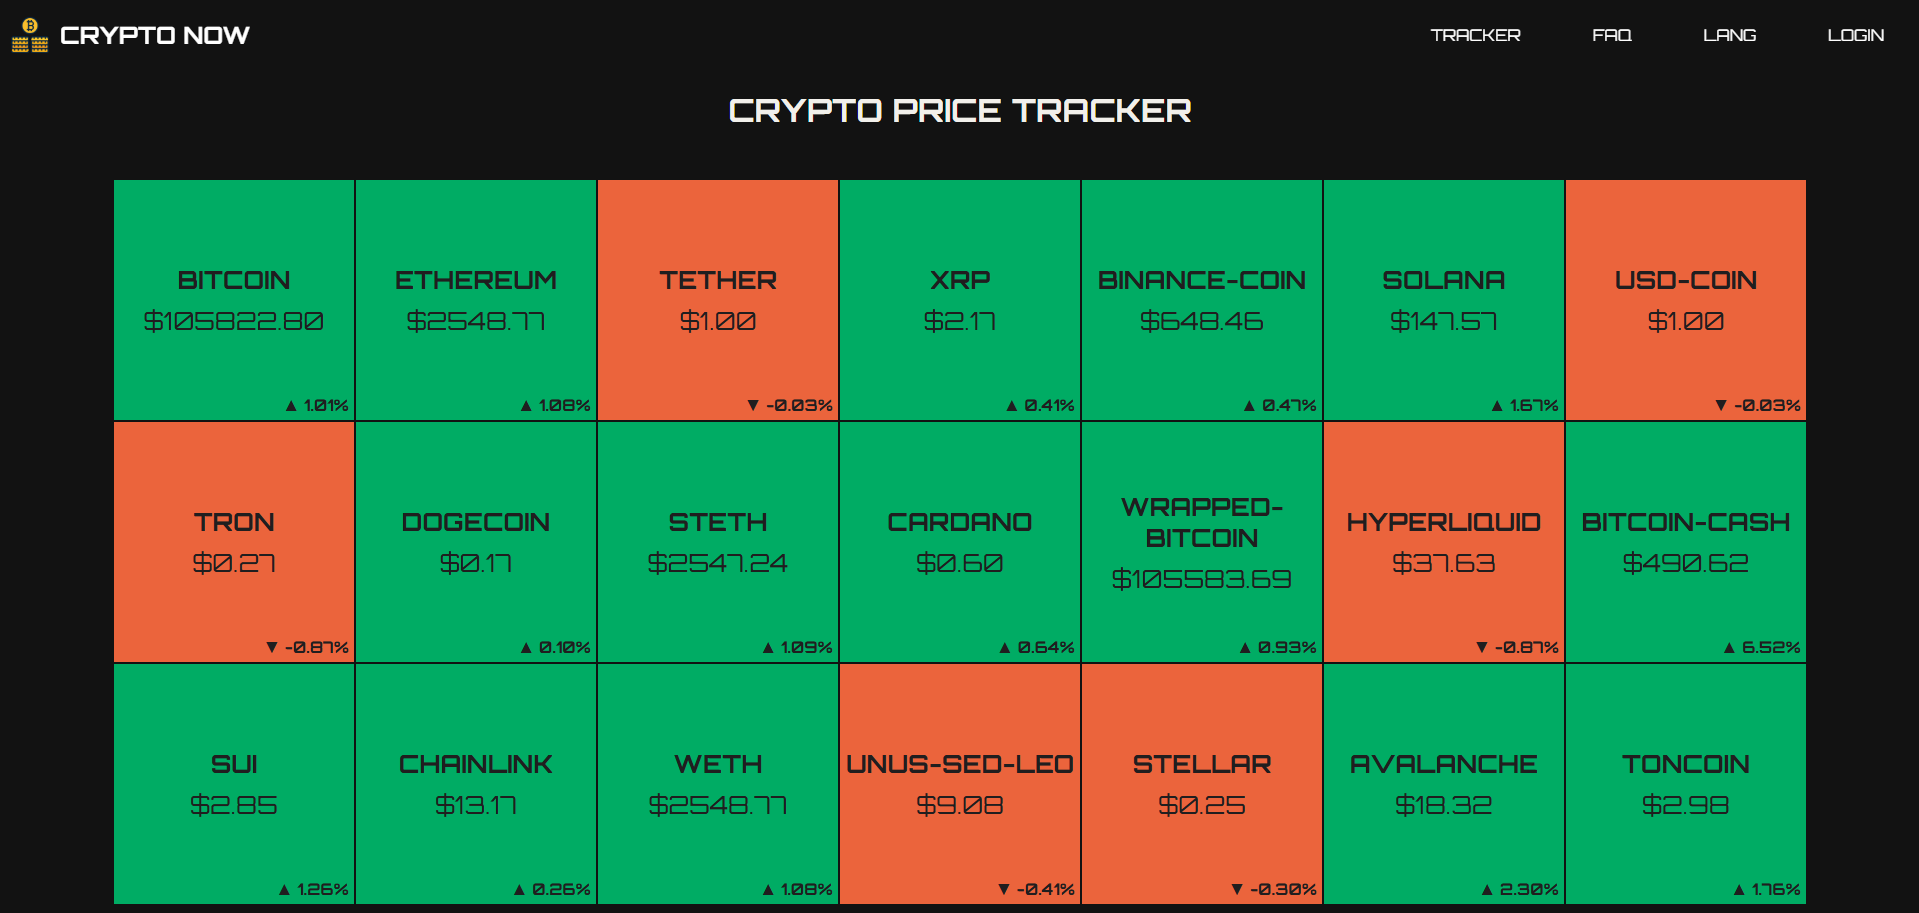 CRYPTO NOW
TRACKER
FAQ
LANG
LOGIN
CRYPTO PRICE TRACKER
BITCOIN
$105822.80
▲ 1.01%
ETHEREUM
$2548.77
▲ 1.08%
TETHER
$1.00
▼ -0.03%
XRP
$2.17
▲ 0.41%
BINANCE-COIN
$648.46
▲ 0.47%
SOLANA
$147.57
▲ 1.67%
USD-COIN
$1.00
▼ -0.03%
TRON
$0.27
▼ -0.87%
DOGECOIN
$0.17
▲ 0.10%
STETH
$2547.24
▲ 1.09%
CARDANO
$0.60
▲ 0.64%
WRAPPED-
BITCOIN
$105583.69
▲ 0.93%
HYPERLIQUID
$37.63
▼ -0.87%
BITCOIN-CASH
$490.62
▲ 6.52%
SUI
$2.85
▲ 1.26%
CHAINLINK
$13.17
▲ 0.26%
WETH
$2548.77
▲ 1.08%
UNUS-SED-LEO
$9.08
▼ -0.41%
STELLAR
$0.25
▼ -0.30%
AVALANCHE
$18.32
▲ 2.30%
TONCOIN
$2.98
▲ 1.76%